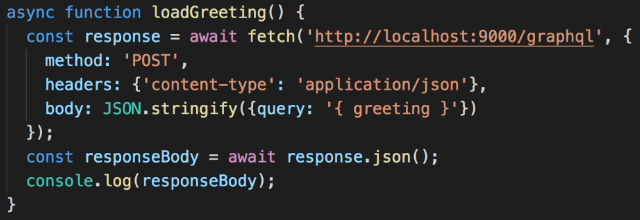 async function loadGreeting() {
  const response = await fetch('http://localhost:9000/graphql', {
    method: 'POST',
    headers: {'content-type': 'application/json'},
    body: JSON.stringify({query: '{ greeting }'})
  });
  const responseBody = await response.json();
  console.log(responseBody);
}